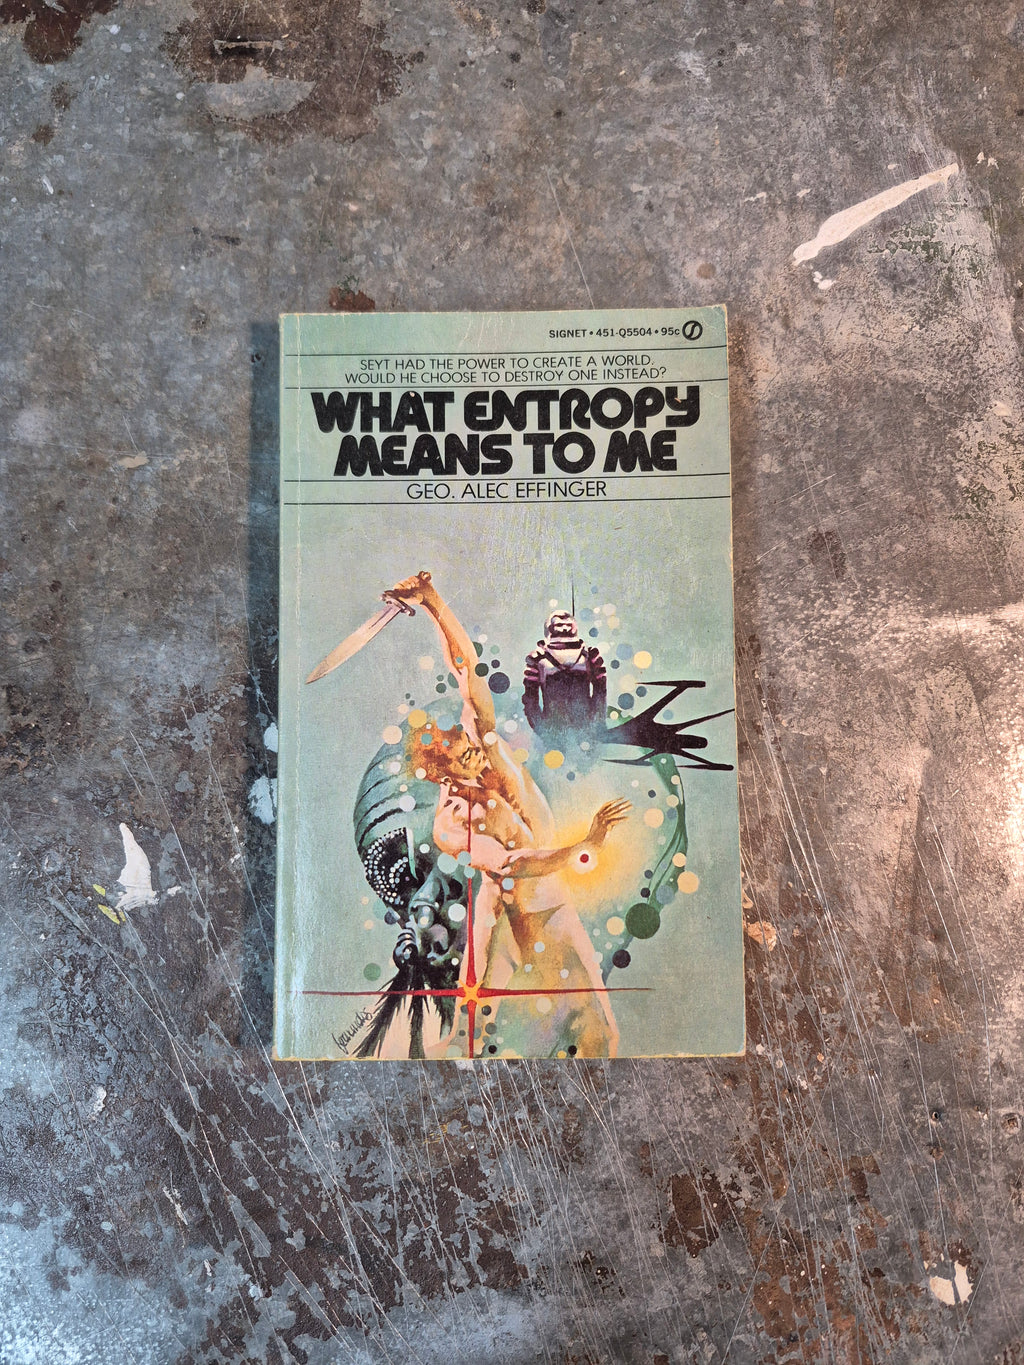 SIGNET • 451-Q5504 • 95c
SEYT HAD THE POWER TO CREATE A WORLD.
WOULD HE CHOOSE TO DESTROY ONE INSTEAD?
WHAT ENTROPY
MEANS TO ME
GEO. ALEC EFFINGER